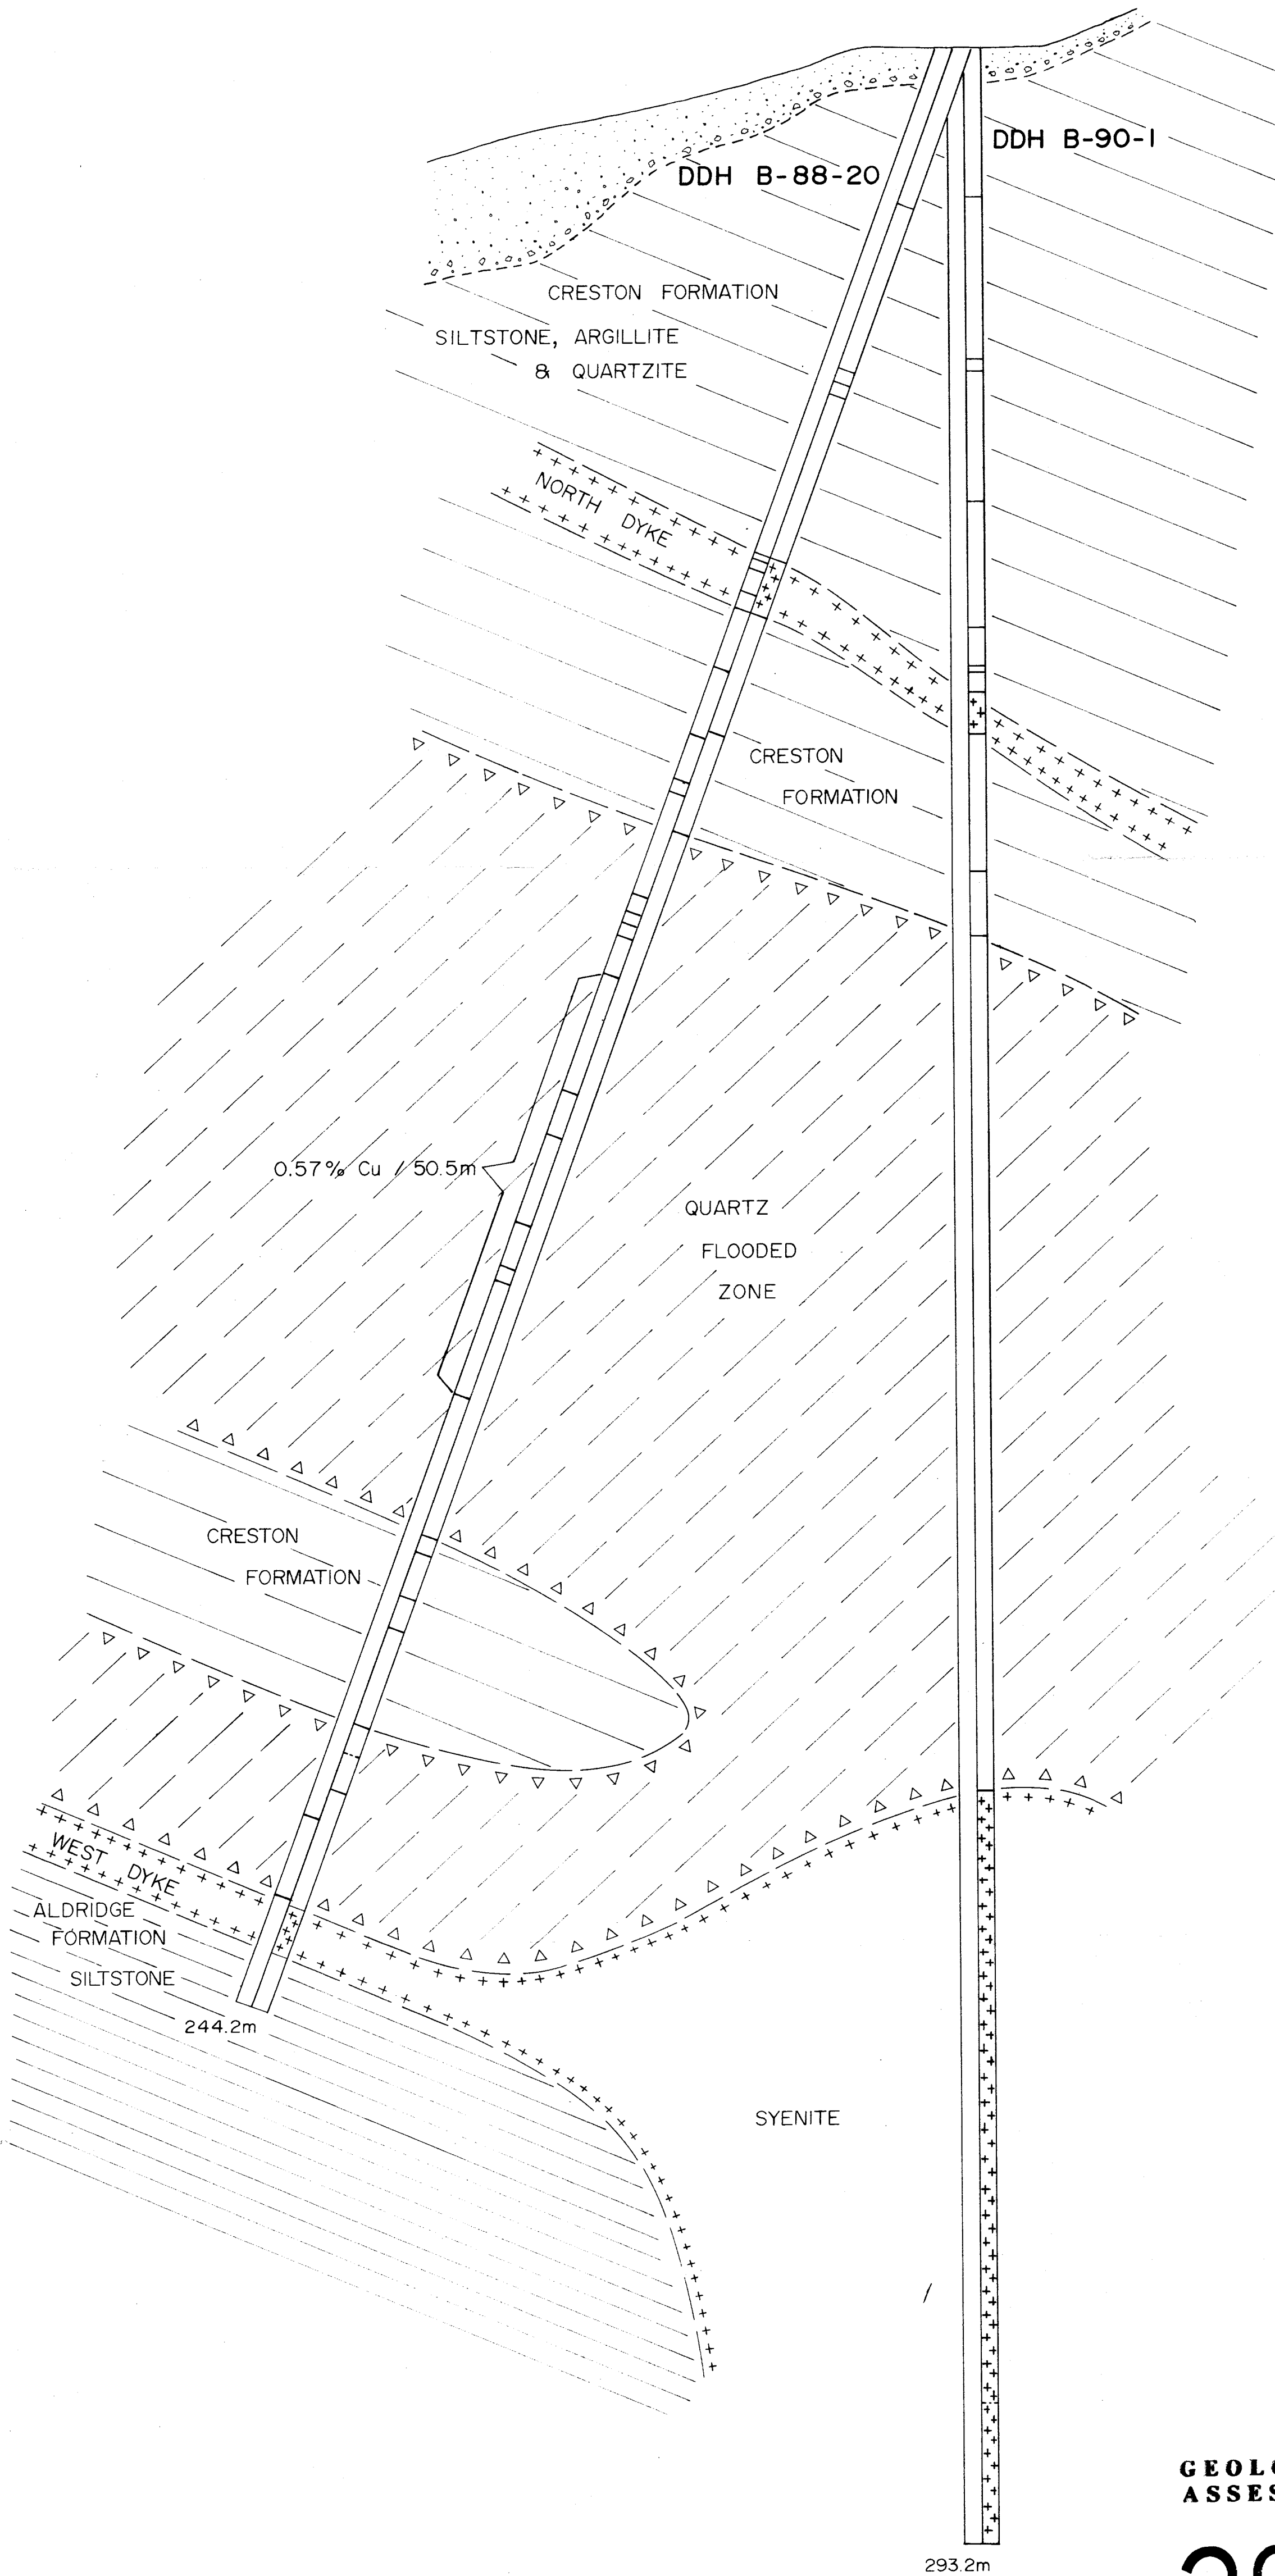 DDH B-90-1
DDH B-88-20
CRESTON FORMATION
SILTSTONE, ARGILLITE
& QUARTZITE
NORTH DYKE
CRESTON
FORMATION
0.57% Cu / 50.5m
QUARTZ
FLOODED
ZONE
CRESTON
FORMATION
WEST DYKE
ALDRIDGE
FORMATION
SILTSTONE
244.2m
SYENITE
GEOLO
ASSES
293.2m